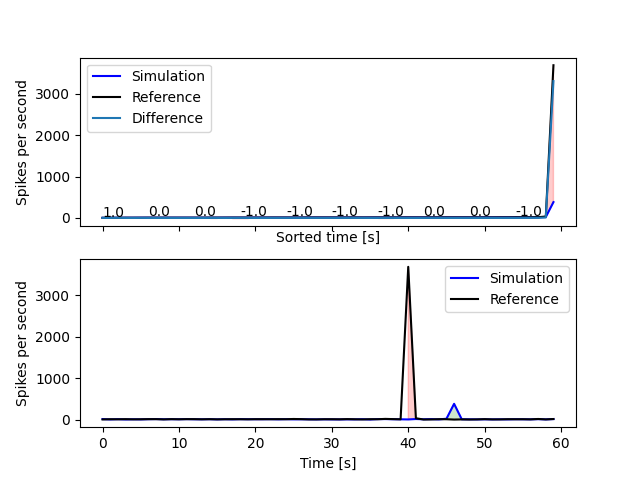 Simulation
Reference
Difference
3000
2000
1000
0
Spikes per second
1.0 0.0 0.0 -1.0 -1.0 -1.0 -1.0 0.0 0.0 -1.0
Sorted time [s]
Simulation
Reference
3000
2000
1000
0
Spikes per second
0 10 20 30 40 50 60
Time [s]